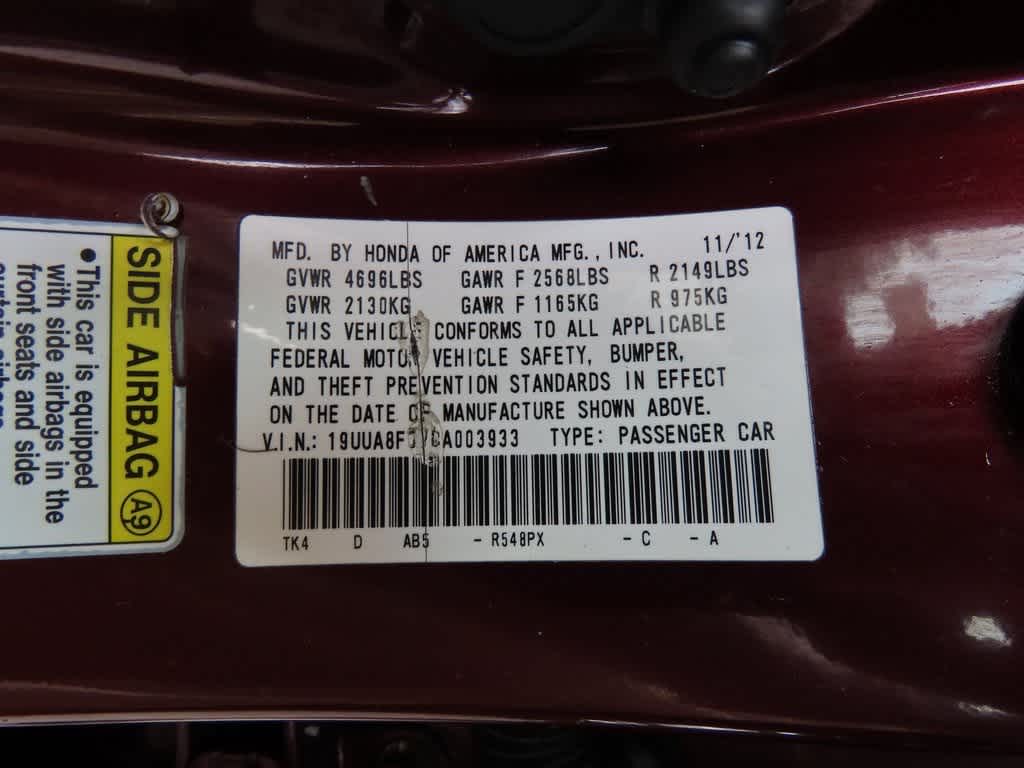 MFD. BY HONDA OF AMERICA MFG., INC. 11/'12
GVWR 4696LBS GAWR F 2568LBS R 2149LBS
GVWR 2130KG GAWR F 1165KG R 975KG
THIS VEHICLE CONFORMS TO ALL APPLICABLE
FEDERAL MOTOR VEHICLE SAFETY, BUMPER,
AND THEFT PREVENTION STANDARDS IN EFFECT
ON THE DATE OF MANUFACTURE SHOWN ABOVE.
V.I.N.: TYPE: PASSENGER CAR
TK4 D AB5 - R548PX - C - A
SIDE AIRBAG A9
•This car is equipped
with side airbags in the
front seats and side